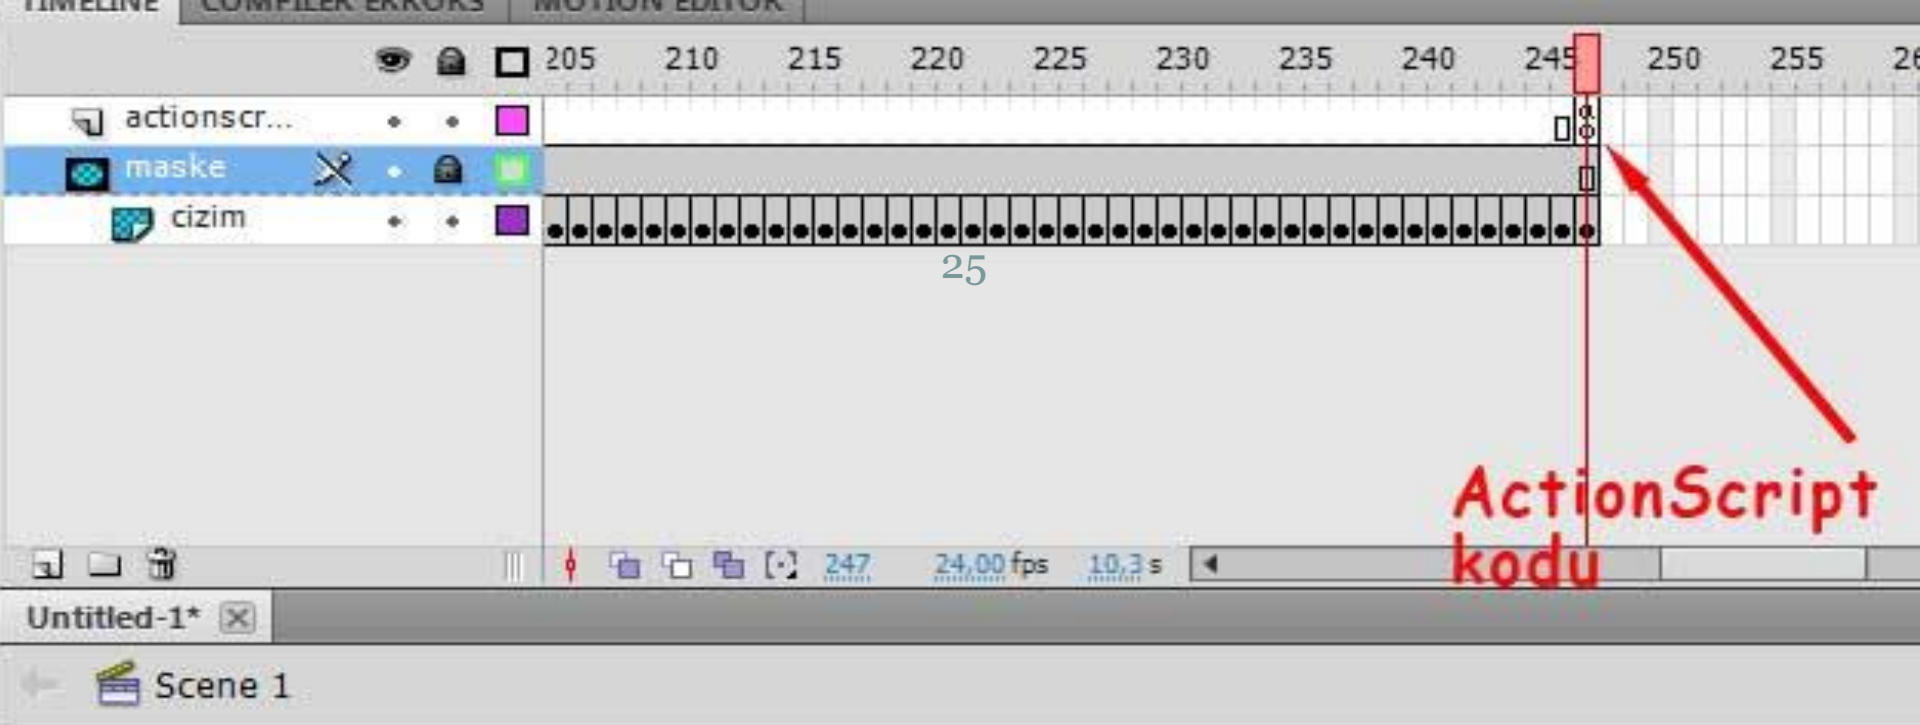 TIMELINE COMPILER ERRORS MOTION EDITOR
205 210 215 220 225 230 235 240 245 250 255 26
actionscr...
maske
cizim
25
ActionScript
kodu
247 24,00 fps 10,3 s
Untitled-1*
Scene 1